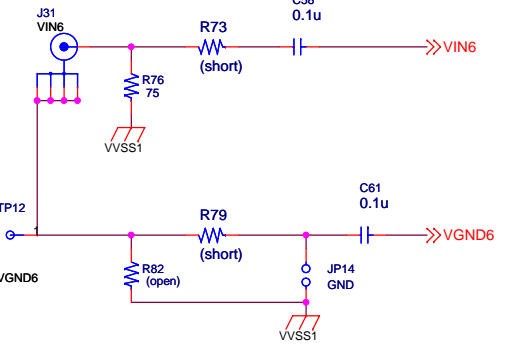 C58
J31
0.1u
VIN6
R73
VIN6
(short)
R76
75
VVSS1
C61
0.1u
TP12
R79
1
VGND6
(short)
VGND6
R82
(open)
JP14
GND
VVSS1